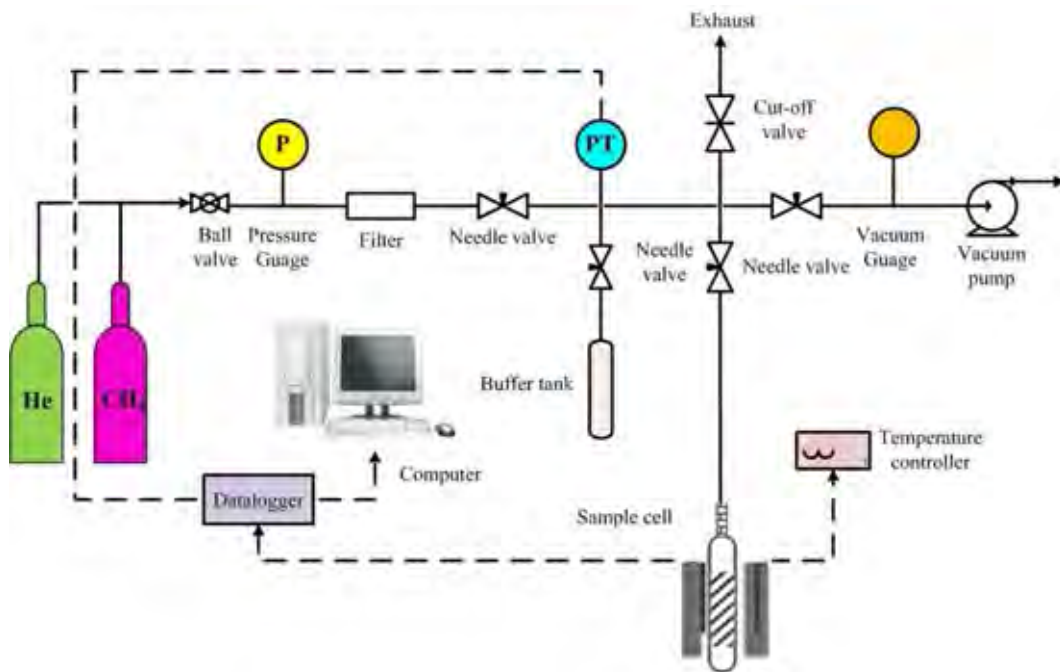 Exhaust
Cut-off
valve
P
PT
Ball
valve
Pressure
Guage
Filter
Needle valve
Needle
valve
Needle valve
Vacuum
Guage
Vacuum
pump
He
CH4
Buffer tank
Computer
Temperature
controller
Datalogger
Sample cell